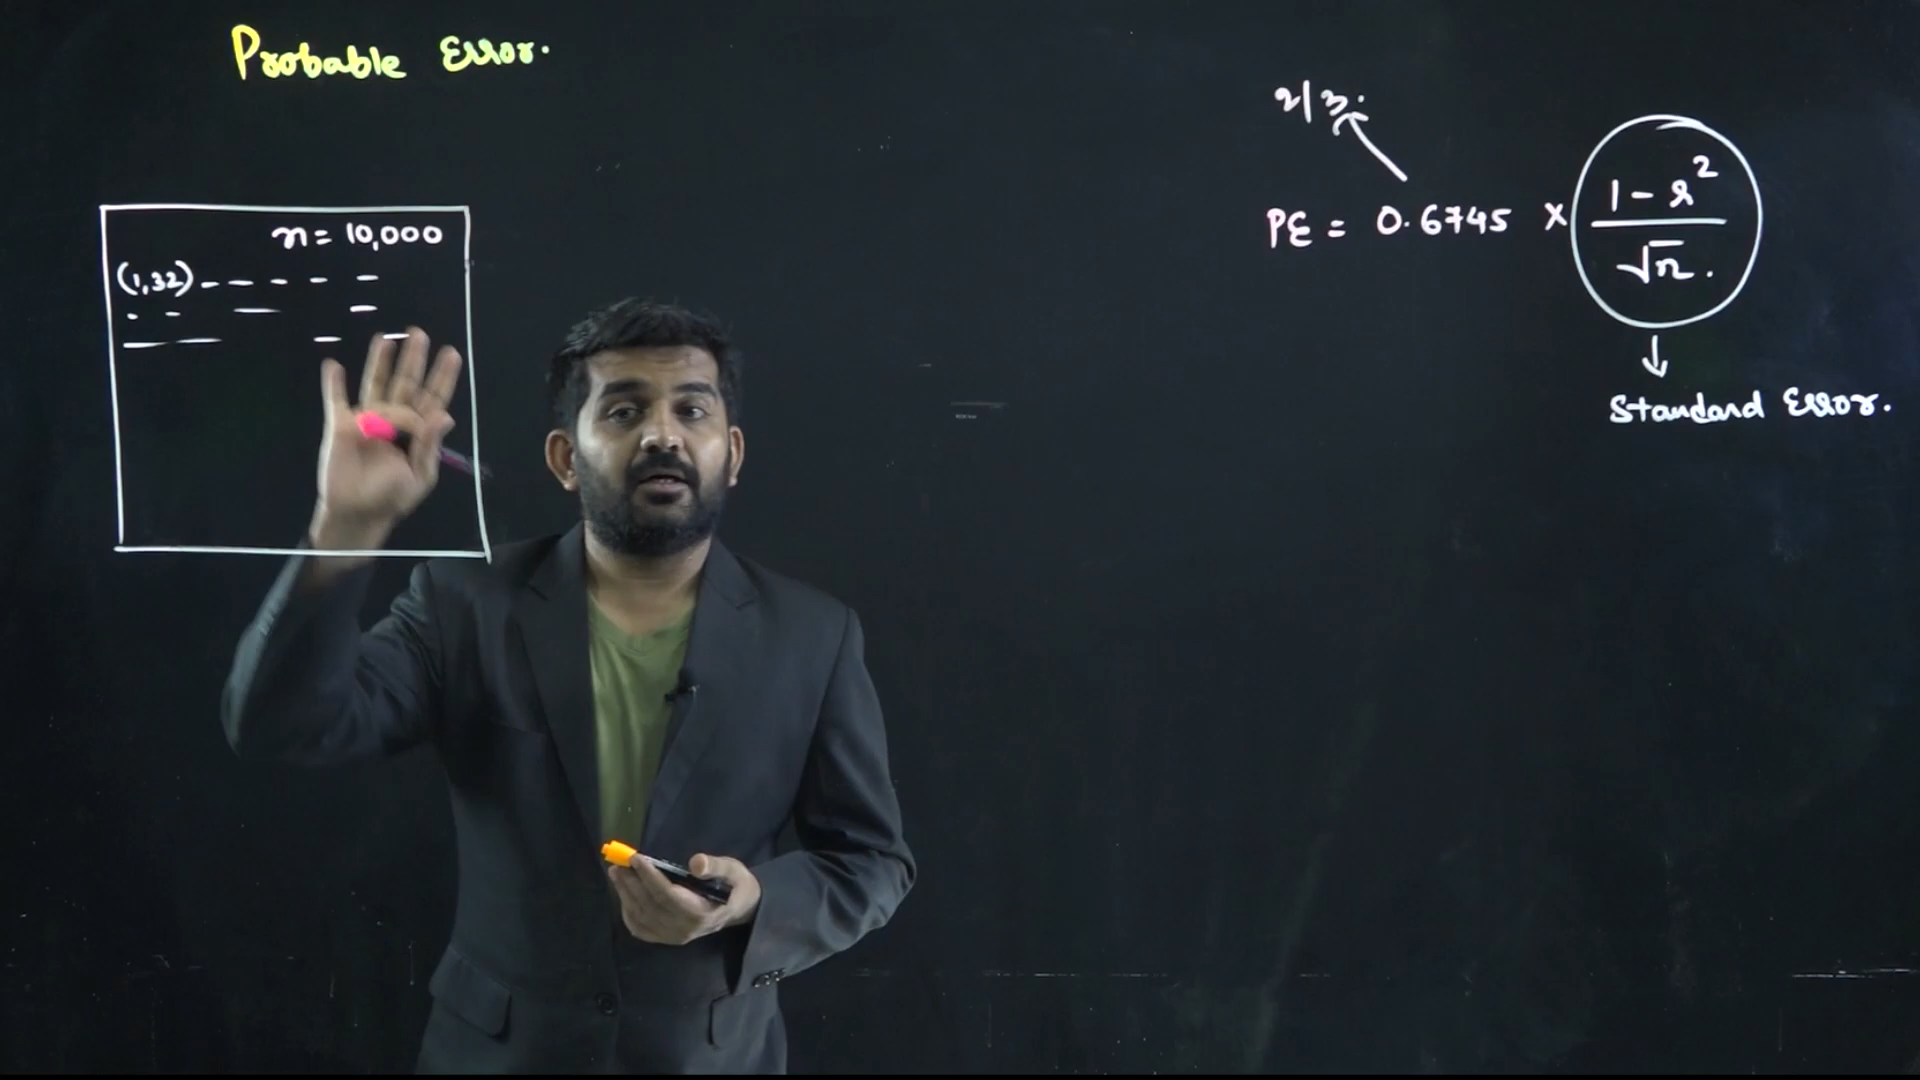 Probable Error.
n = 10,000
(1,32)
2/3.
PE = 0.6745 × (1 - r²)/√n.
Standard Error.